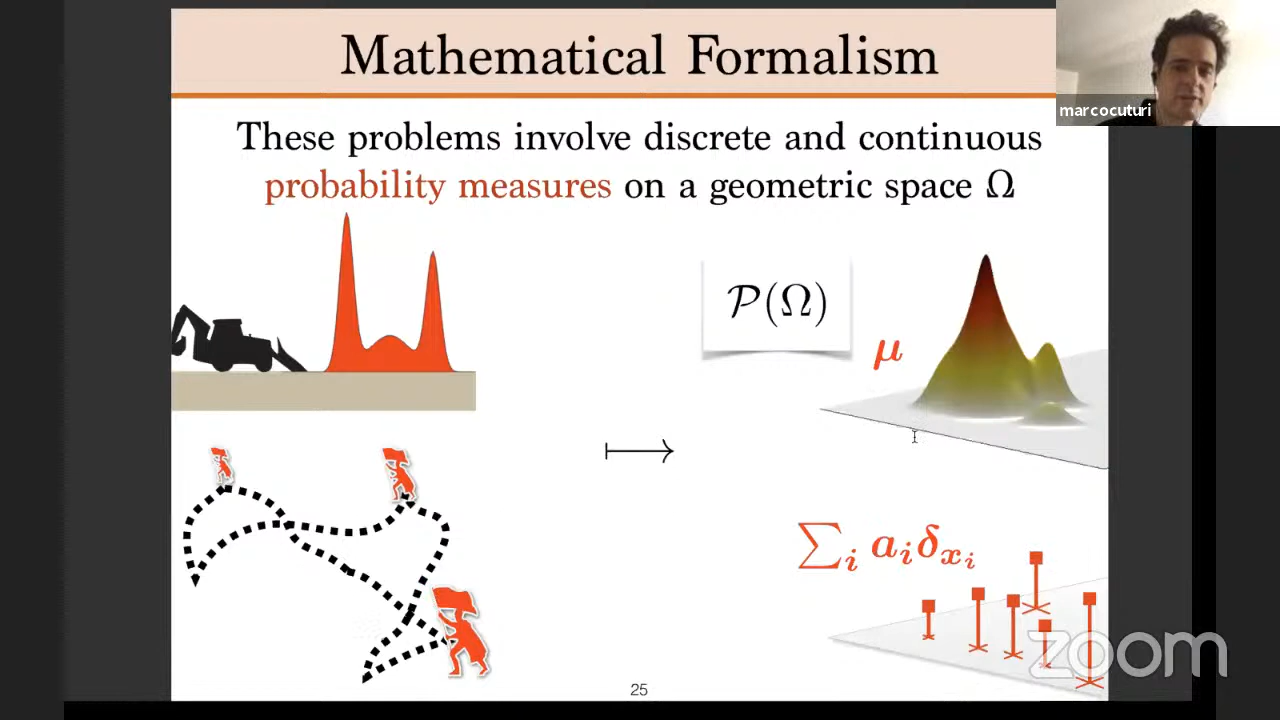 Mathematical Formalism
marcocuturi
These problems involve discrete and continuous
probability measures on a geometric space Ω
𝒫(Ω)
μ
∑ᵢ aᵢδₓᵢ
zoom
25